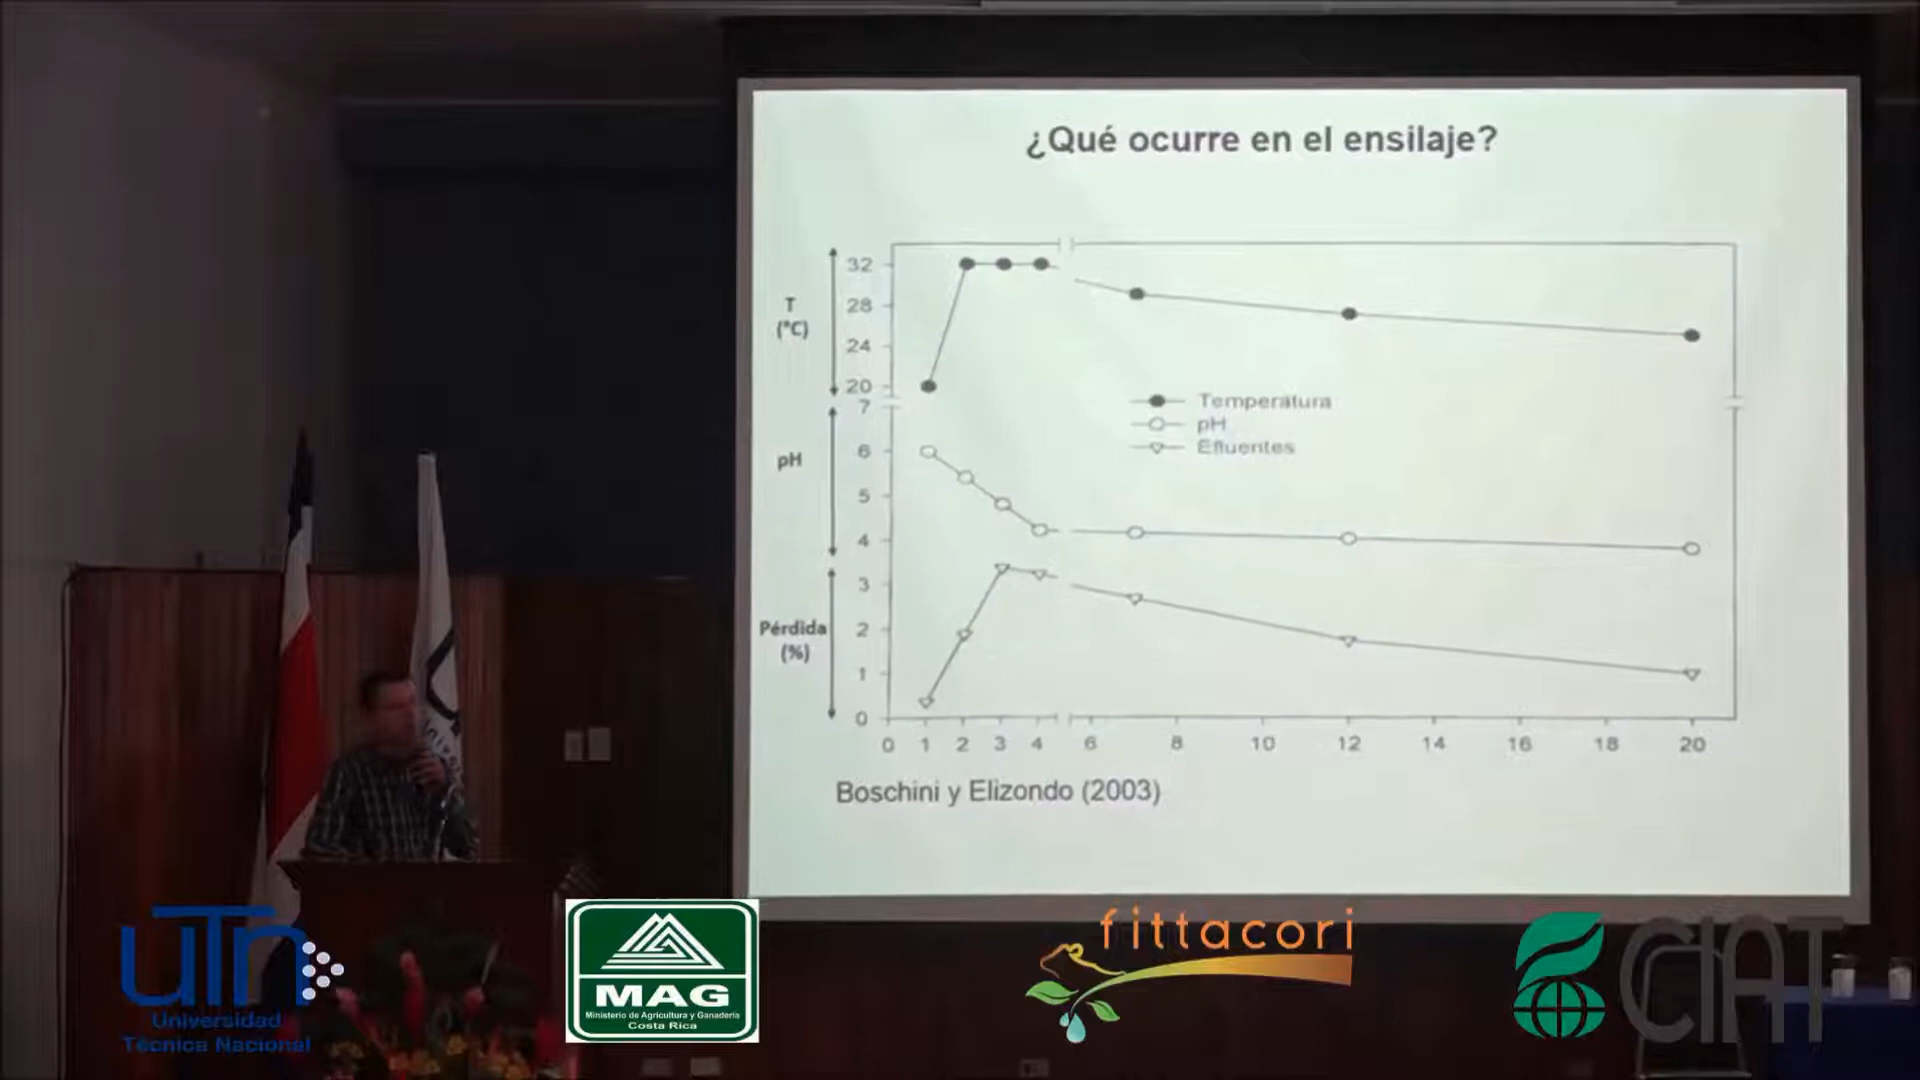 ¿Qué ocurre en el ensilaje?
T
(°C)
32
28
24
20
7
pH
6
5
4
3
Pérdida
(%)
2
1
0
Temperatura
pH
Efluentes
0 1 2 3 4 6 8 10 12 14 16 18 20
Boschini y Elizondo (2003)
uTn
Universidad
Técnica Nacional
MAG
Ministerio de Agricultura y Ganadería
Costa Rica
fittacori
CIAT